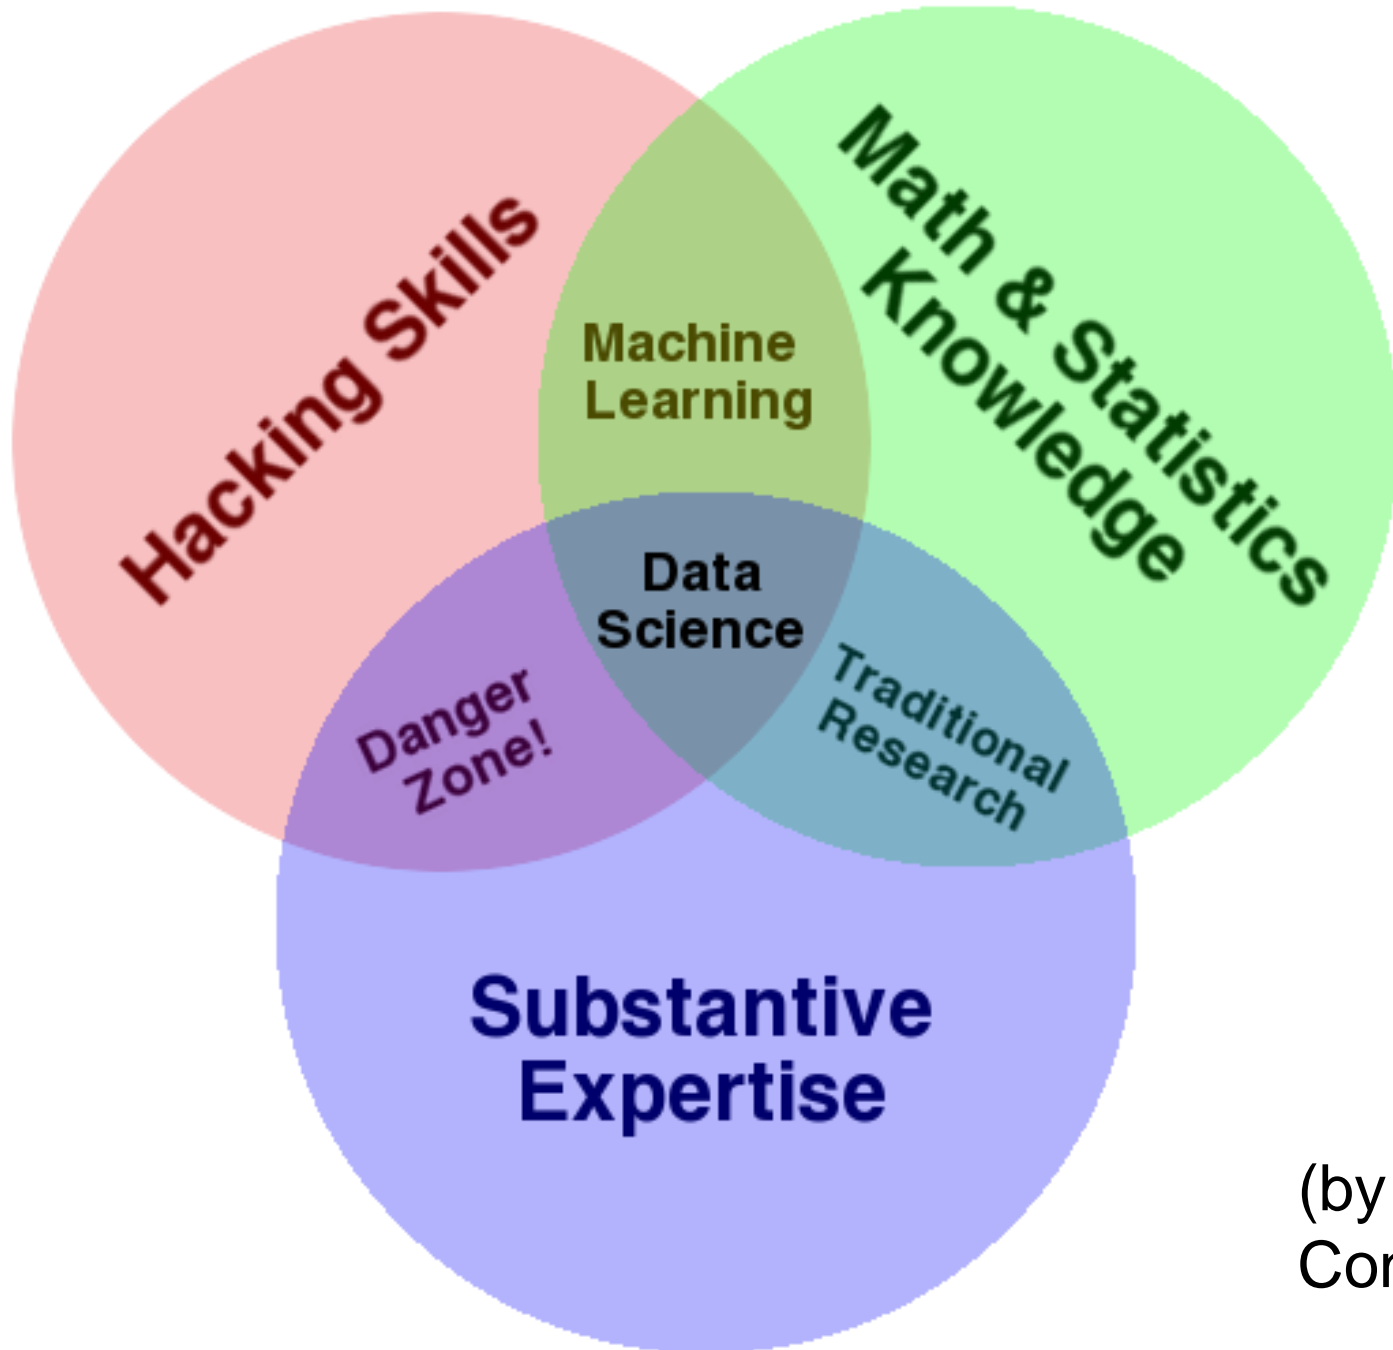 Hacking Skills
Math & Statistics
Knowledge
Machine
Learning
Data
Science
Danger
Zone!
Traditional
Research
Substantive
Expertise
(by